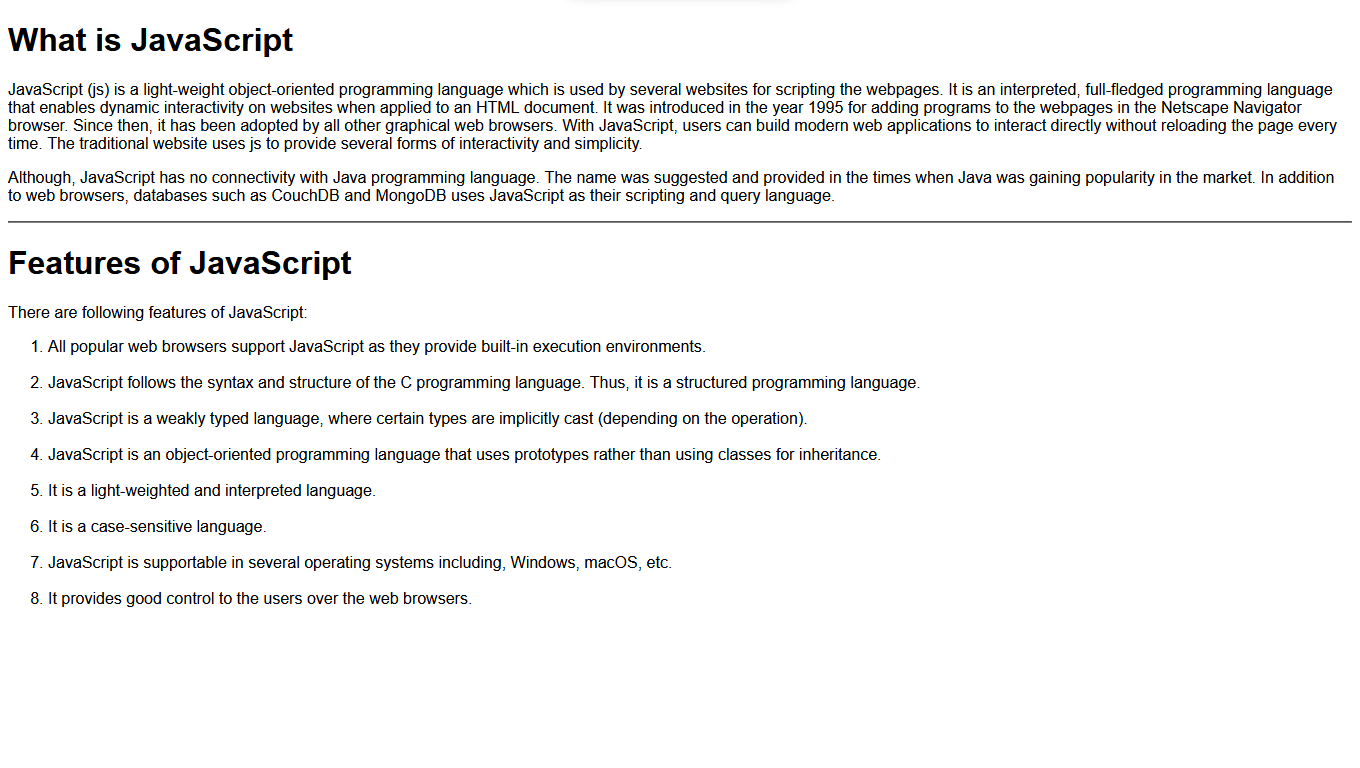 What is JavaScript
JavaScript (js) is a light-weight object-oriented programming language which is used by several websites for scripting the webpages. It is an interpreted, full-fledged programming language
that enables dynamic interactivity on websites when applied to an HTML document. It was introduced in the year 1995 for adding programs to the webpages in the Netscape Navigator
browser. Since then, it has been adopted by all other graphical web browsers. With JavaScript, users can build modern web applications to interact directly without reloading the page every
time. The traditional website uses js to provide several forms of interactivity and simplicity.
Although, JavaScript has no connectivity with Java programming language. The name was suggested and provided in the times when Java was gaining popularity in the market. In addition
to web browsers, databases such as CouchDB and MongoDB uses JavaScript as their scripting and query language.
Features of JavaScript
There are following features of JavaScript:
1. All popular web browsers support JavaScript as they provide built-in execution environments.
2. JavaScript follows the syntax and structure of the C programming language. Thus, it is a structured programming language.
3. JavaScript is a weakly typed language, where certain types are implicitly cast (depending on the operation).
4. JavaScript is an object-oriented programming language that uses prototypes rather than using classes for inheritance.
5. It is a light-weighted and interpreted language.
6. It is a case-sensitive language.
7. JavaScript is supportable in several operating systems including, Windows, macOS, etc.
8. It provides good control to the users over the web browsers.